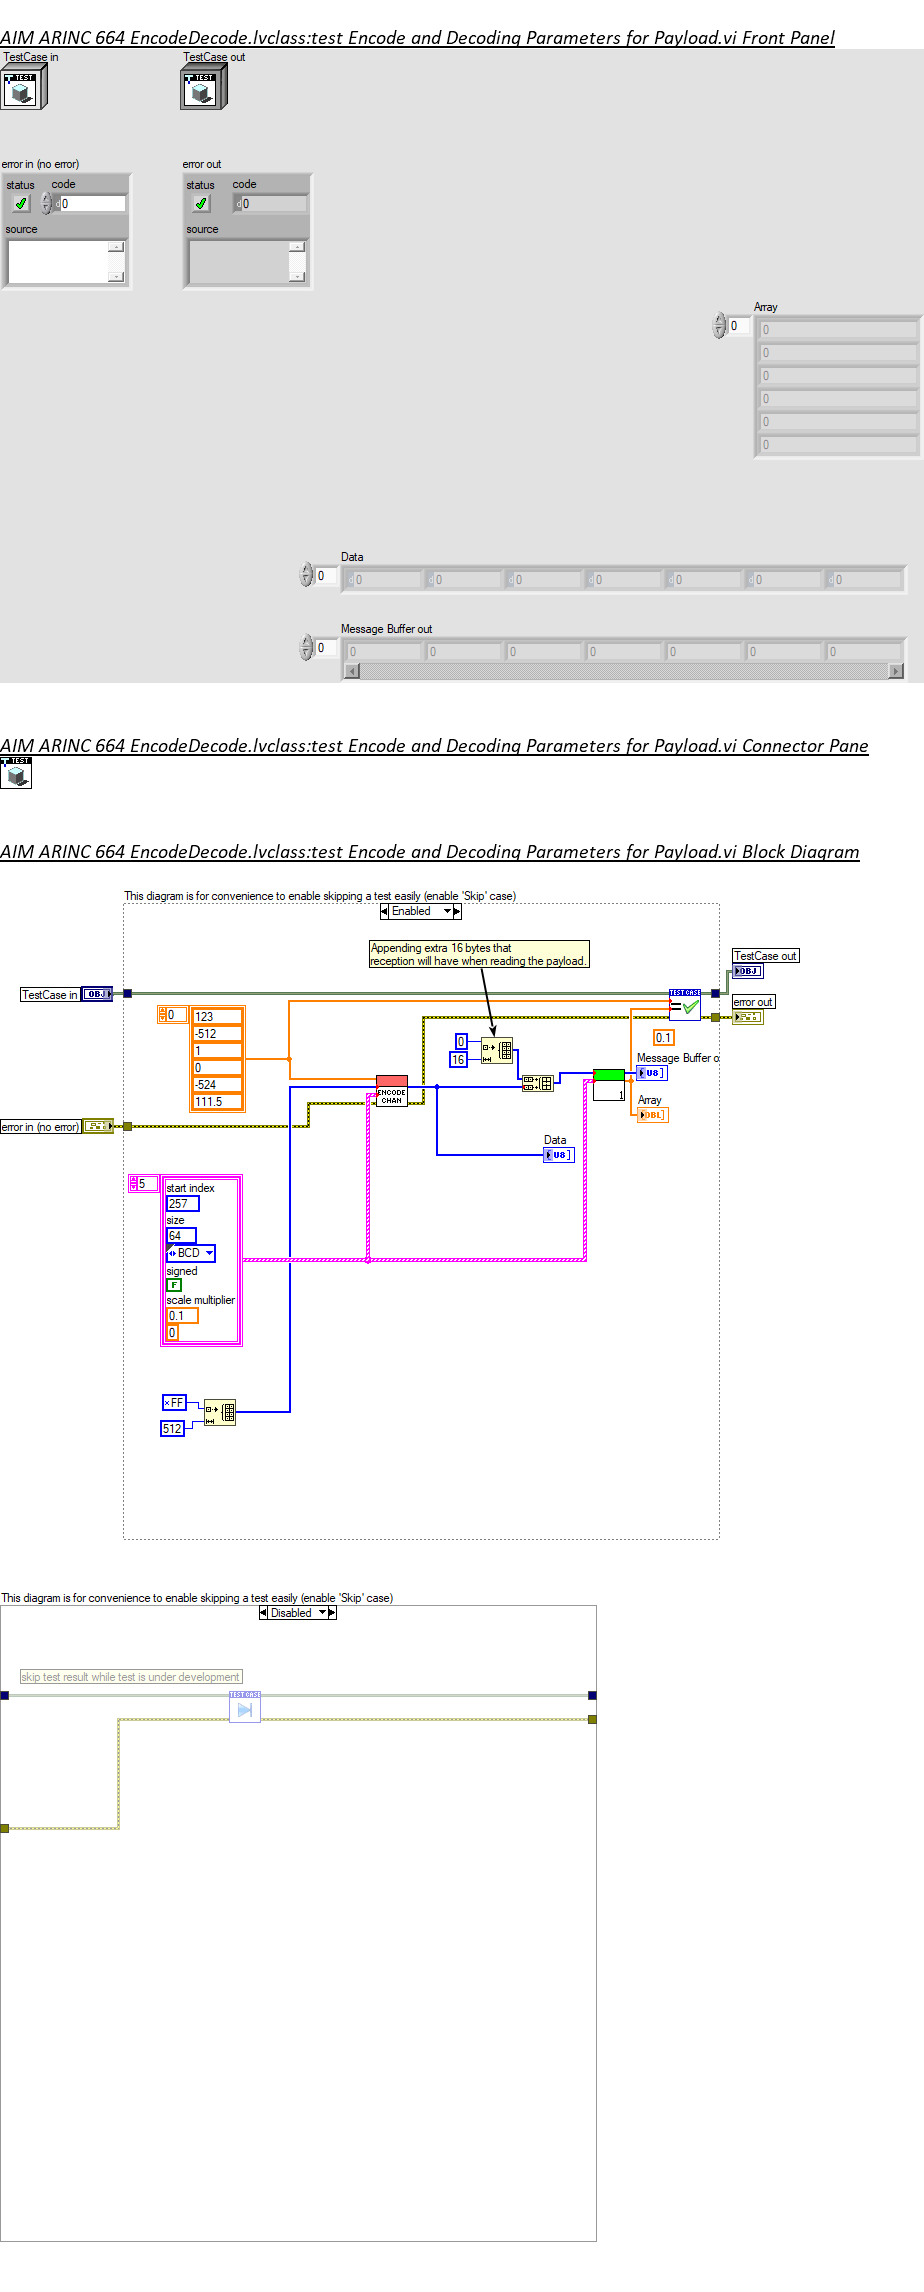 AIM ARINC 664 EncodeDecode.lvclass:test Encode and Decoding Parameters for Payload.vi Front Panel
TestCase in
TestCase out
TEST
TEST
error in (no error)
error out
status
code
status
code
d 0
d 0
source
source
Array
0
0
0
0
0
0
0
Data
0
d 0
d 0
d 0
d 0
d 0
d 0
d 0
Message Buffer out
0
0
0
0
0
0
0
0
AIM ARINC 664 EncodeDecode.lvclass:test Encode and Decoding Parameters for Payload.vi Connector Pane
TEST
AIM ARINC 664 EncodeDecode.lvclass:test Encode and Decoding Parameters for Payload.vi Block Diagram
This diagram is for convenience to enable skipping a test easily (enable 'Skip' case)
Enabled
Appending extra 16 bytes that
reception will have when reading the payload.
TestCase out
OBJ
TestCase in
OBJ
TEST CASE
error out
0
123
-512
1
0
-524
111.5
0
16
0.1
Message Buffer o
U8]
ENCODE
CHAN
1
Array
DBL]
error in (no error)
Data
U8]
5
start index
257
size
64
BCD
signed
F
scale multiplier
0.1
0
xFF
512
This diagram is for convenience to enable skipping a test easily (enable 'Skip' case)
Disabled
skip test result while test is under development
TEST CASE